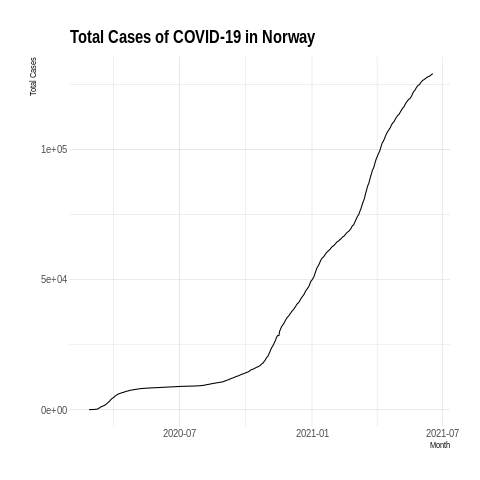 Total Cases of COVID-19 in Norway
Total Cases
1e+05
5e+04
0e+00
2020-07
2021-01
2021-07
Month